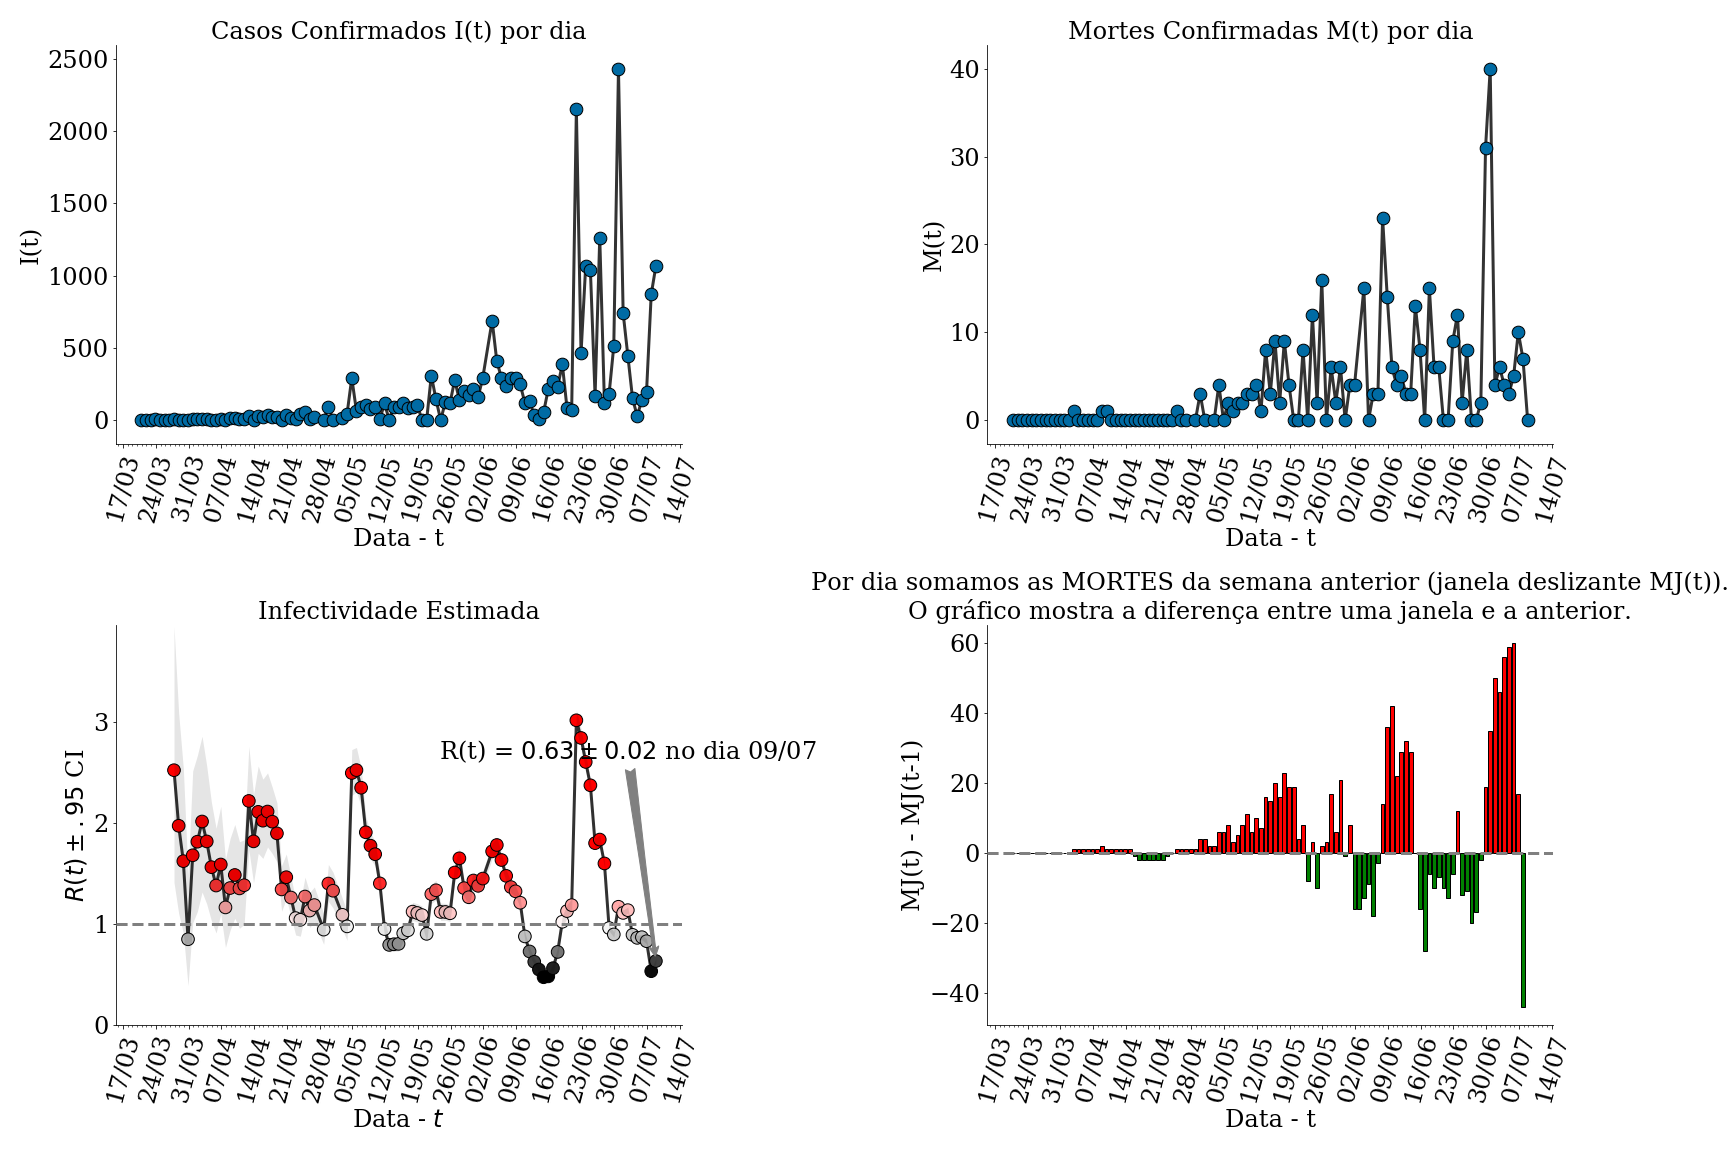 Casos Confirmados I(t) por dia
2500
2000
1500
1000
500
0
I(t)
17/03 24/03 31/03 07/04 14/04 21/04 28/04 05/05 12/05 19/05 26/05 02/06 09/06 16/06 23/06 30/06 07/07 14/07
Data - t
Mortes Confirmadas M(t) por dia
40
30
20
10
0
M(t)
17/03 24/03 31/03 07/04 14/04 21/04 28/04 05/05 12/05 19/05 26/05 02/06 09/06 16/06 23/06 30/06 07/07 14/07
Data - t
Infectividade Estimada
3
2
1
0
R(t) ± .95 CI
R(t) = 0.63 ± 0.02 no dia 09/07
17/03 24/03 31/03 07/04 14/04 21/04 28/04 05/05 12/05 19/05 26/05 02/06 09/06 16/06 23/06 30/06 07/07 14/07
Data - t
Por dia somamos as MORTES da semana anterior (janela deslizante MJ(t)).
O gráfico mostra a diferença entre uma janela e a anterior.
60
40
20
0
−20
−40
MJ(t) - MJ(t-1)
17/03 24/03 31/03 07/04 14/04 21/04 28/04 05/05 12/05 19/05 26/05 02/06 09/06 16/06 23/06 30/06 07/07 14/07
Data - t